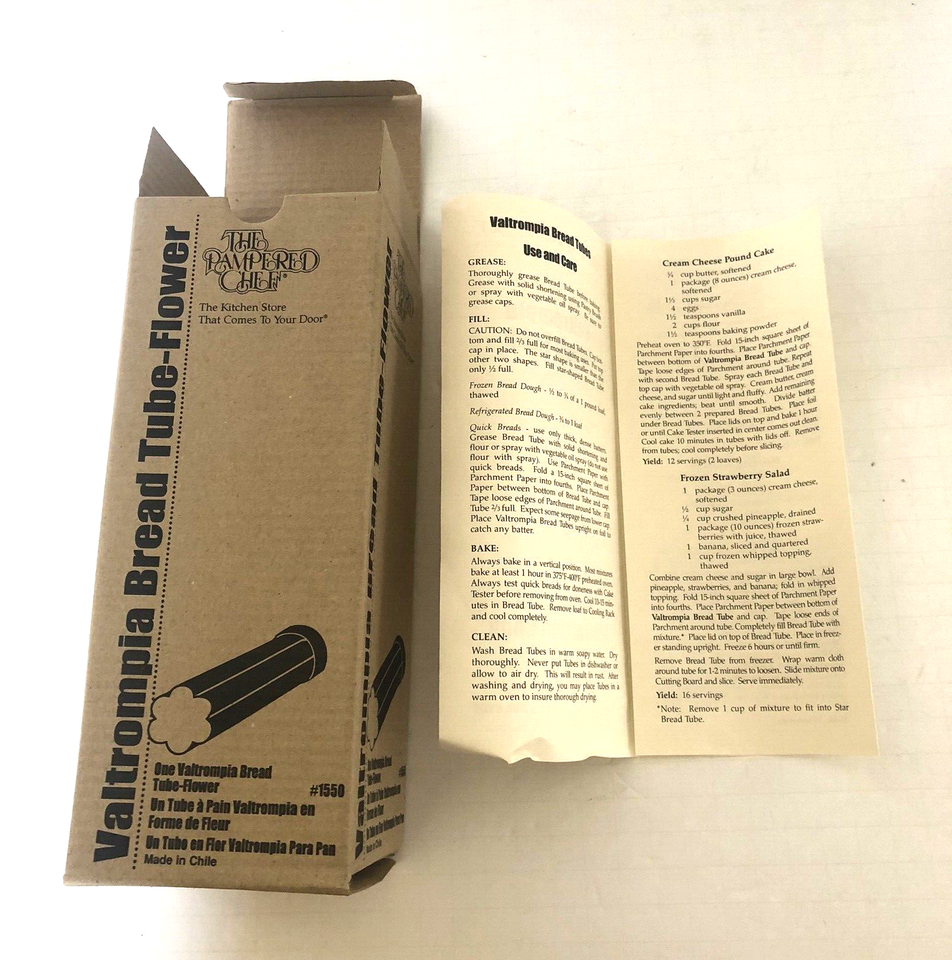 Valtrompia Bread Tube-Flower
THE
PAMPERED
CHEF®
The Kitchen Store
That Comes To Your Door®
One Valtrompia Bread
Tube-Flower
#1550
Un Tube à Pain Valtrompia en
Forme de Fleur
Un Tubo en Flor Valtrompia Para Pan
Made in Chile
Valtrompia Bread Tubes
Use and Care
GREASE:
Thoroughly grease Bread Tube before baking.
Grease with solid shortening using Pastry Brush
or spray with vegetable oil spray. Be sure to
grease caps.
FILL:
CAUTION: Do not overfill Bread Tubes. Cap bot-
tom and fill 2/3 full for most baking uses. Put top
cap in place. The star shape is smaller than the
other two shapes. Fill star-shaped Bread Tube
only ½ full.
Frozen Bread Dough - ½ to ¾ of a 1 pound loaf,
thawed
Refrigerated Bread Dough - ¾ to 1 loaf
Quick Breads - use only thick, dense batters.
Grease Bread Tube with solid shortening and
flour or spray with vegetable oil spray (do not use
flour with spray). Use Parchment Paper with
quick breads. Fold a 15-inch square sheet of
Parchment Paper into fourths. Place Parchment
Paper between bottom of Bread Tube and cap.
Tape loose edges of Parchment around Tube. Fill
Tube 2/3 full. Expect some seepage from lower cap.
Place Valtrompia Bread Tubes upright on foil to
catch any batter.
BAKE:
Always bake in a vertical position. Most mixtures
bake at least 1 hour in 375°F-400°F preheated oven.
Always test quick breads for doneness with Cake
Tester before removing from oven. Cool 10-15 min-
utes in Bread Tube. Remove loaf to Cooling Rack
and cool completely.
CLEAN:
Wash Bread Tubes in warm soapy water. Dry
thoroughly. Never put Tubes in dishwasher or
allow to air dry. This will result in rust. After
washing and drying, you may place Tubes in a
warm oven to insure thorough drying.
Cream Cheese Pound Cake
¾ cup butter, softened
1 package (8 ounces) cream cheese,
softened
1½ cups sugar
4 eggs
1½ teaspoons vanilla
2 cups flour
1½ teaspoons baking powder
Preheat oven to 350°F. Fold 15-inch square sheet of
Parchment Paper into fourths. Place Parchment Paper
between bottom of Valtrompia Bread Tube and cap.
Tape loose edges of Parchment around tube. Repeat
with second Bread Tube. Spray each Bread Tube and
top cap with vegetable oil spray. Cream butter, cream
cheese, and sugar until light and fluffy. Add remaining
cake ingredients; beat until smooth. Divide batter
evenly between 2 prepared Bread Tubes. Place foil
under Bread Tubes. Place lids on top and bake 1 hour
or until Cake Tester inserted in center comes out clean.
Cool cake 10 minutes in tubes with lids off. Remove
from tubes; cool completely before slicing.
Yield: 12 servings (2 loaves)
Frozen Strawberry Salad
1 package (3 ounces) cream cheese,
softened
½ cup sugar
¼ cup crushed pineapple, drained
1 package (10 ounces) frozen straw-
berries with juice, thawed
1 banana, sliced and quartered
1 cup frozen whipped topping,
thawed
Combine cream cheese and sugar in large bowl. Add
pineapple, strawberries, and banana; fold in whipped
topping. Fold 15-inch square sheet of Parchment Paper
into fourths. Place Parchment Paper between bottom of
Valtrompia Bread Tube and cap. Tape loose ends of
Parchment around tube. Completely fill Bread Tube with
mixture.* Place lid on top of Bread Tube. Place in freez-
er standing upright. Freeze 6 hours or until firm.
Remove Bread Tube from freezer. Wrap warm cloth
around tube for 1-2 minutes to loosen. Slide mixture onto
Cutting Board and slice. Serve immediately.
Yield: 16 servings
*Note: Remove 1 cup of mixture to fit into Star
Bread Tube.